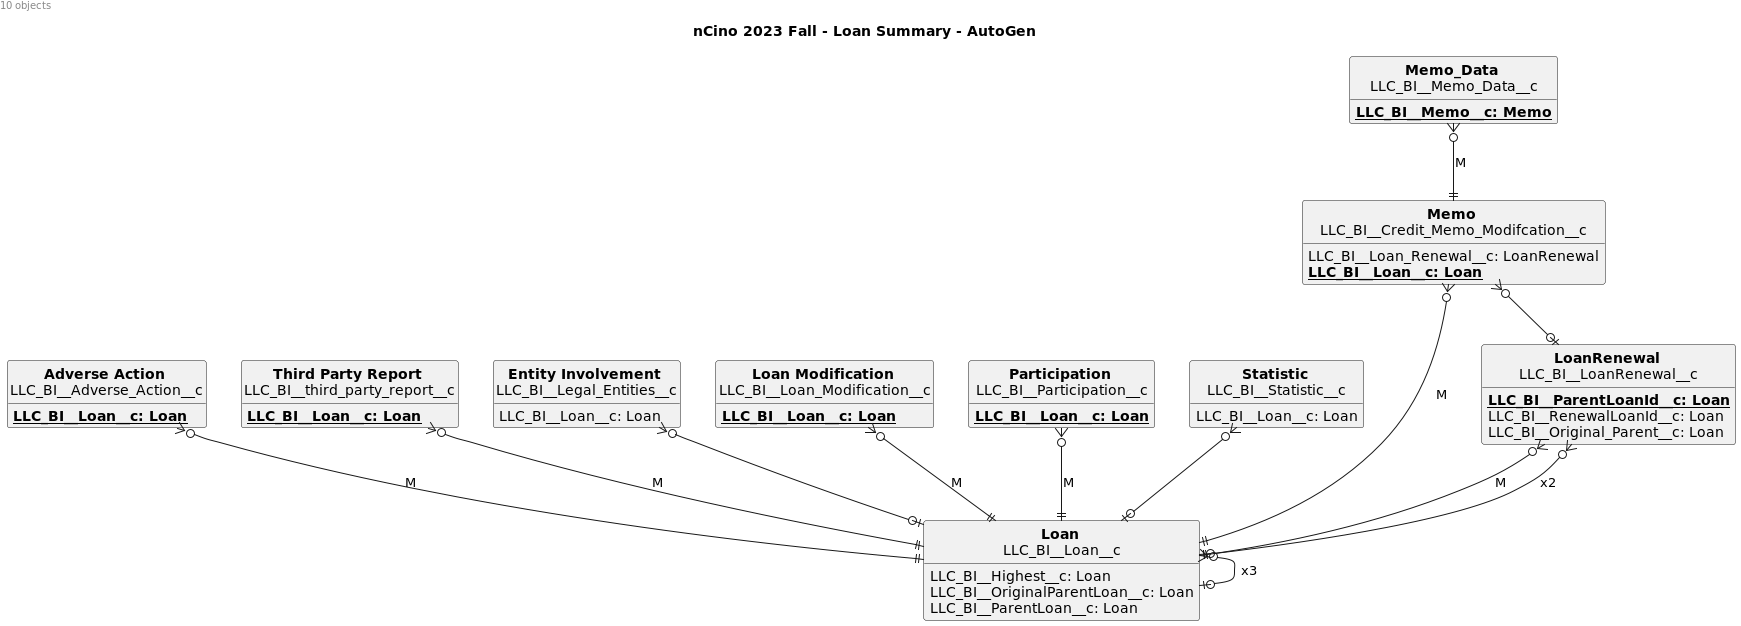 10 objects
nCino 2023 Fall - Loan Summary - AutoGen
Memo_Data
LLC_BI__Memo_Data__c
LLC_BI__Memo__c: Memo
M
Memo
LLC_BI__Credit_Memo_Modifcation__c
LLC_BI__Loan_Renewal__c: LoanRenewal
LLC_BI__Loan__c: Loan
Adverse Action
LLC_BI__Adverse_Action__c
LLC_BI__Loan__c: Loan
Third Party Report
LLC_BI__third_party_report__c
LLC_BI__Loan__c: Loan
Entity Involvement
LLC_BI__Legal_Entities__c
LLC_BI__Loan__c: Loan
Loan Modification
LLC_BI__Loan_Modification__c
LLC_BI__Loan__c: Loan
Participation
LLC_BI__Participation__c
LLC_BI__Loan__c: Loan
Statistic
LLC_BI__Statistic__c
LLC_BI__Loan__c: Loan
M
LoanRenewal
LLC_BI__LoanRenewal__c
LLC_BI__ParentLoanId__c: Loan
LLC_BI__RenewalLoanId__c: Loan
LLC_BI__Original_Parent__c: Loan
M
M
M
M
M
x2
Loan
LLC_BI__Loan__c
LLC_BI__Highest__c: Loan
LLC_BI__OriginalParentLoan__c: Loan
LLC_BI__ParentLoan__c: Loan
x3